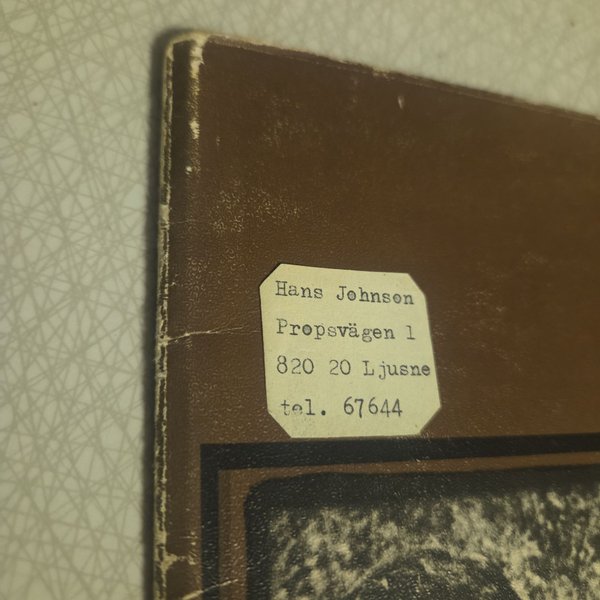 Hans Johnson
Propsvägen 1
820 20 Ljusne
tel. 67644